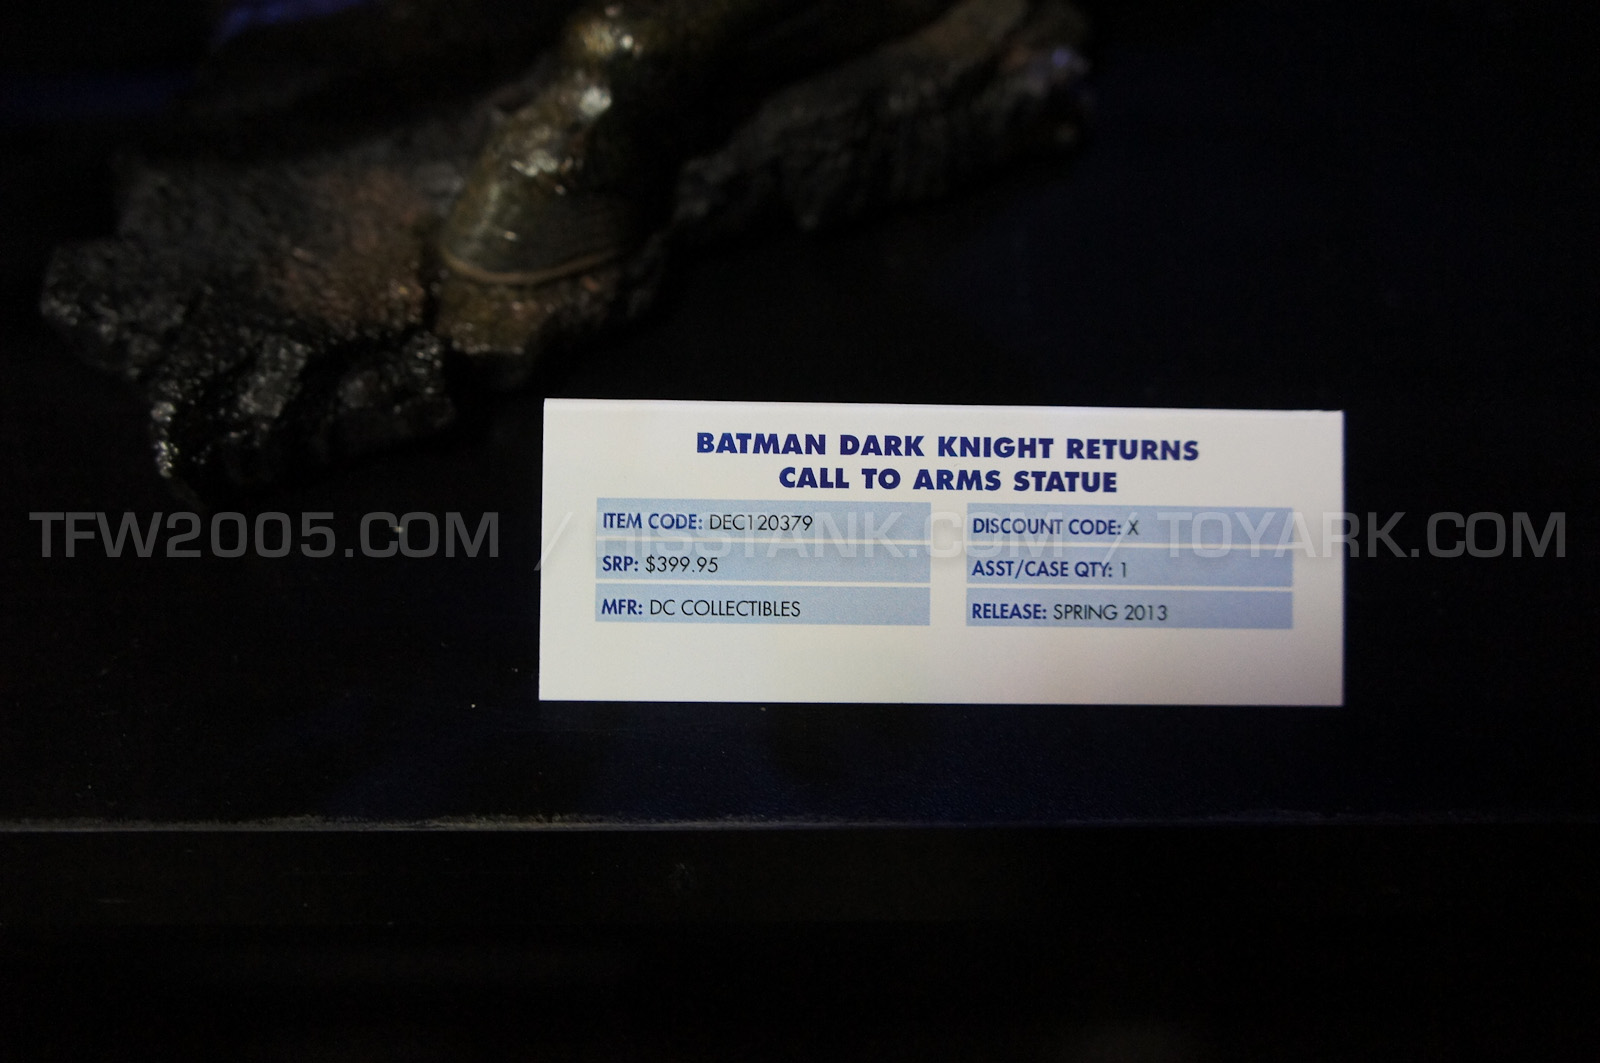 BATMAN DARK KNIGHT RETURNS
CALL TO ARMS STATUE
ITEM CODE: DEC120379
DISCOUNT CODE: X
SRP: $399.95
ASST/CASE QTY: 1
MFR: DC COLLECTIBLES
RELEASE: SPRING 2013
TFW2005.COM / HISSTANK.COM / TOYARK.COM